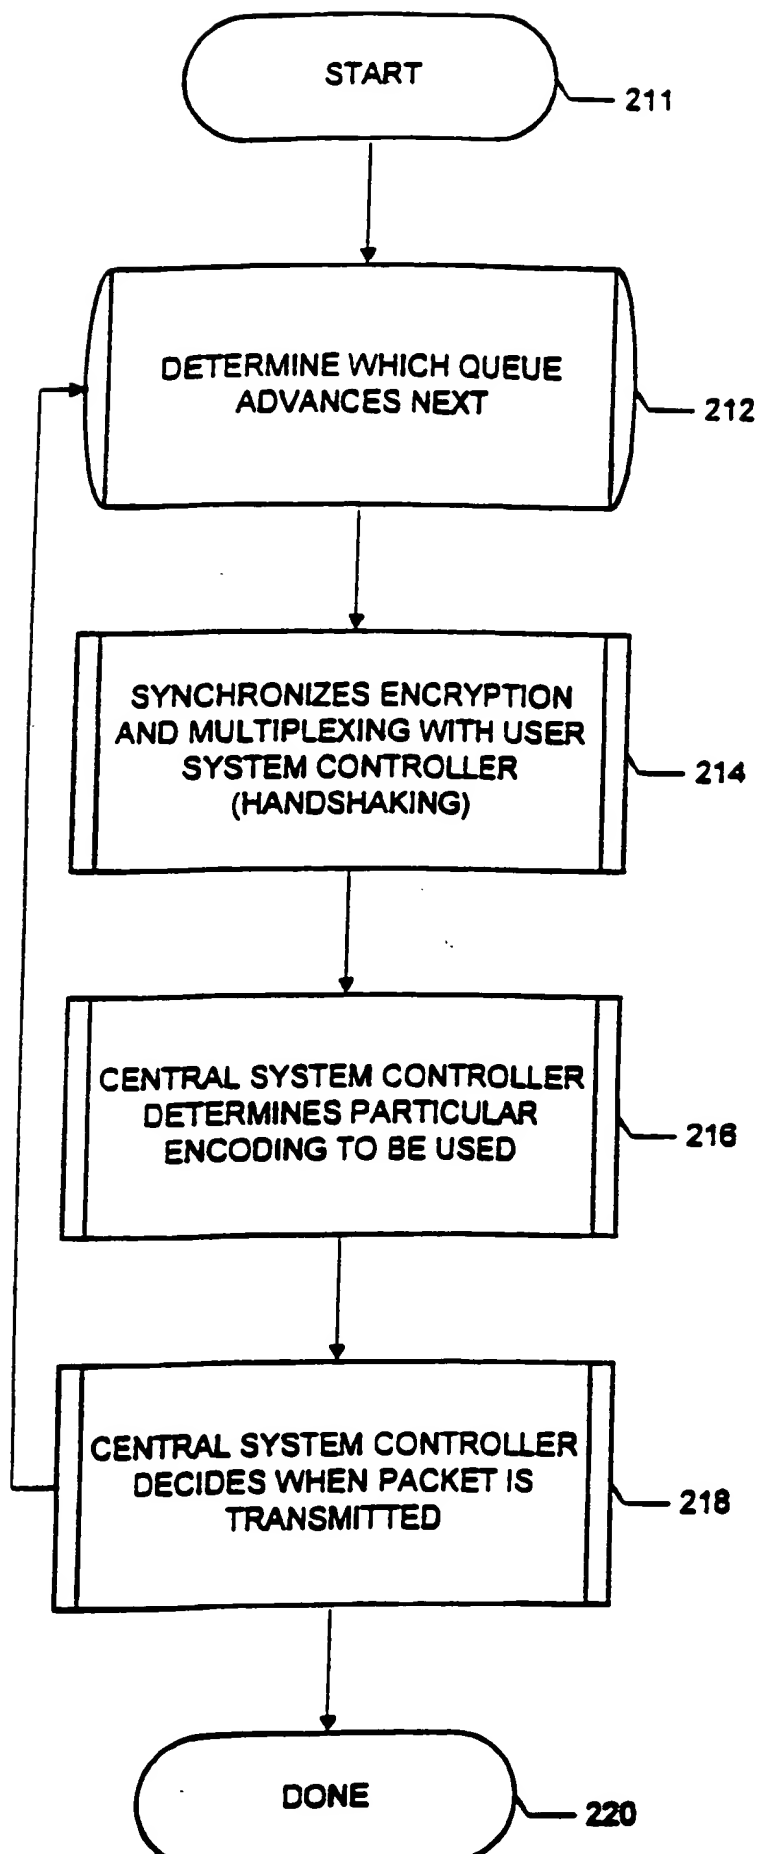 START
211
DETERMINE WHICH QUEUE
ADVANCES NEXT
212
SYNCHRONIZES ENCRYPTION
AND MULTIPLEXING WITH USER
SYSTEM CONTROLLER
(HANDSHAKING)
214
CENTRAL SYSTEM CONTROLLER
DETERMINES PARTICULAR
ENCODING TO BE USED
216
CENTRAL SYSTEM CONTROLLER
DECIDES WHEN PACKET IS
TRANSMITTED
218
DONE
220